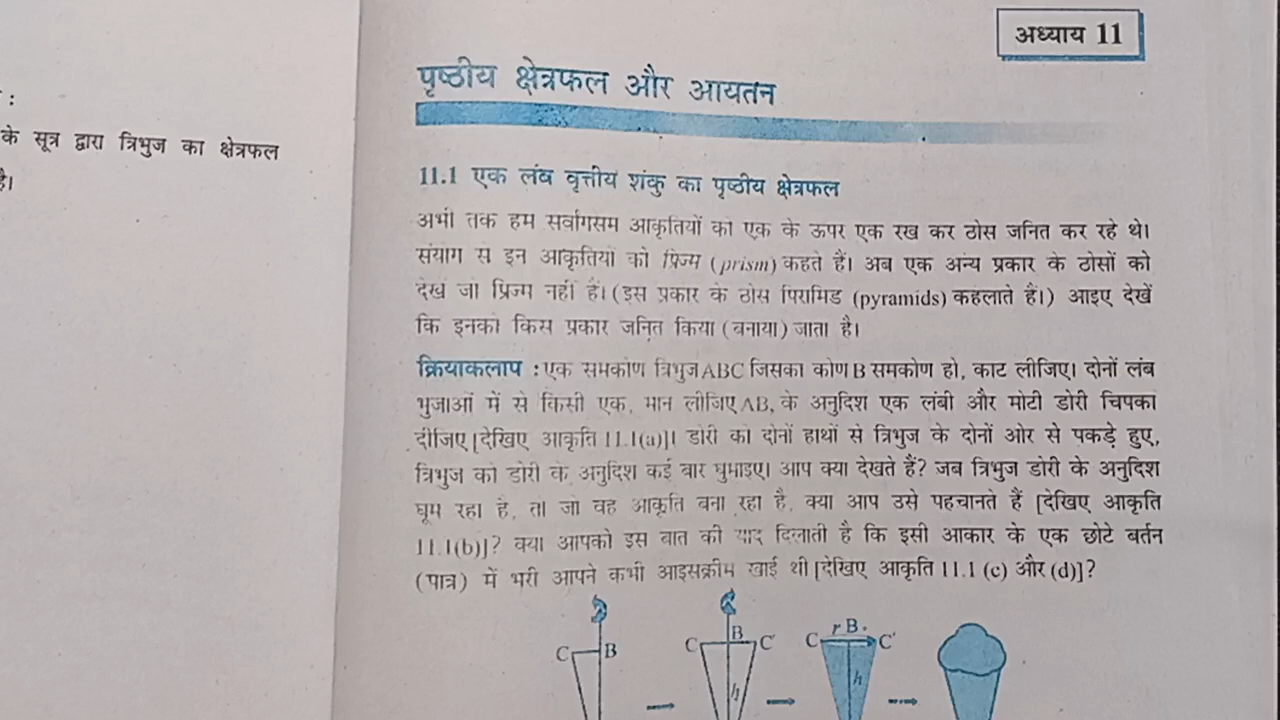 :
के सूत्र द्वारा त्रिभुज का क्षेत्रफल
है।
अध्याय 11
पृष्ठीय क्षेत्रफल और आयतन
11.1 एक लंब वृत्तीय शंकु का पृष्ठीय क्षेत्रफल
अभी तक हम सर्वांगसम आकृतियों को एक के ऊपर एक रख कर ठोस जनित कर रहे थे।
संयोग से इन आकृतियों को प्रिज्म (prism) कहते हैं। अब एक अन्य प्रकार के ठोसों को
देखें जो प्रिज्म नहीं हैं। (इस प्रकार के ठोस पिरामिड (pyramids) कहलाते हैं।) आइए देखें
कि इनको किस प्रकार जनित किया (बनाया) जाता है।
क्रियाकलाप : एक समकोण त्रिभुज ABC जिसका कोण B समकोण हो, काट लीजिए। दोनों लंब
भुजाओं में से किसी एक, मान लीजिए AB, के अनुदिश एक लंबी और मोटी डोरी चिपका
दीजिए [देखिए आकृति 11.1(a)]। डोरी को दोनों हाथों से त्रिभुज के दोनों ओर से पकड़े हुए,
त्रिभुज को डोरी के अनुदिश कई बार घुमाइए। आप क्या देखते हैं? जब त्रिभुज डोरी के अनुदिश
घूम रहा है, तो जो वह आकृति बना रहा है, क्या आप उसे पहचानते हैं [देखिए आकृति
11.1(b)]? क्या आपको इस बात की याद दिलाती है कि इसी आकार के एक छोटे बर्तन
(पात्र) में भरी आपने कभी आइसक्रीम खाई थी [देखिए आकृति 11.1 (c) और (d)]?
C B C B C' C r B C'
h h